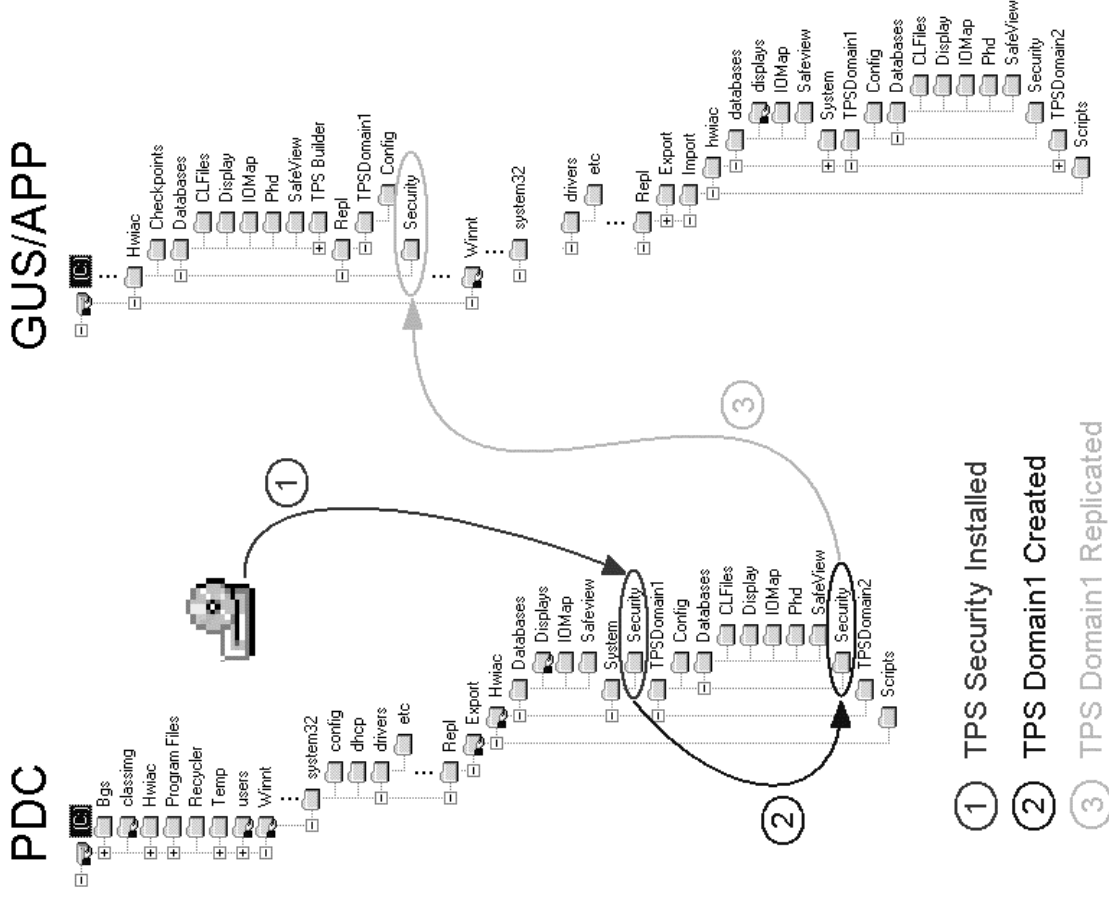 PDC
[C:]
Bgs
classimg
Hwiac
Program Files
Recycler
Temp
users
Winnt
...
system32
config
dhcp
drivers
etc
...
Repl
Export
Hwiac
Databases
Displays
IOMap
Safeview
System
Security
TPSDomain1
Config
Databases
CLFiles
Display
IOMap
Phd
SafeView
Security
TPSDomain2
Scripts
1
2
3
GUS/APP
[C:]
...
Hwiac
Checkpoints
Databases
CLFiles
Display
IOMap
Phd
SafeView
TPS Builder
Repl
TPSDomain1
Config
Security
...
Winnt
...
system32
drivers
etc
...
Repl
Export
Import
hwiac
databases
displays
IOMap
Safeview
System
TPSDomain1
Config
Databases
CLFiles
Display
IOMap
Phd
SafeView
Security
TPSDomain2
Scripts
1 TPS Security Installed
2 TPS Domain1 Created
3 TPS Domain1 Replicated